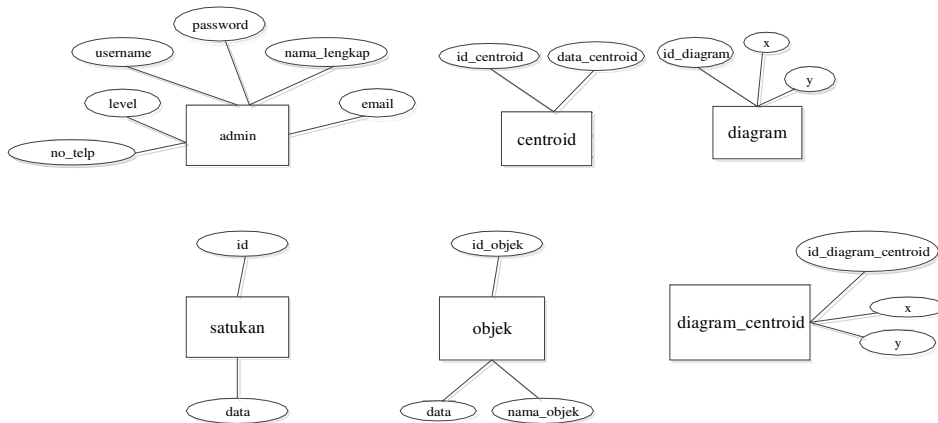 password
username
nama_lengkap
level
email
no_telp
admin
id_centroid
data_centroid
centroid
id_diagram
x
y
diagram
id
satukan
data
id_objek
objek
data
nama_objek
id_diagram_centroid
x
y
diagram_centroid